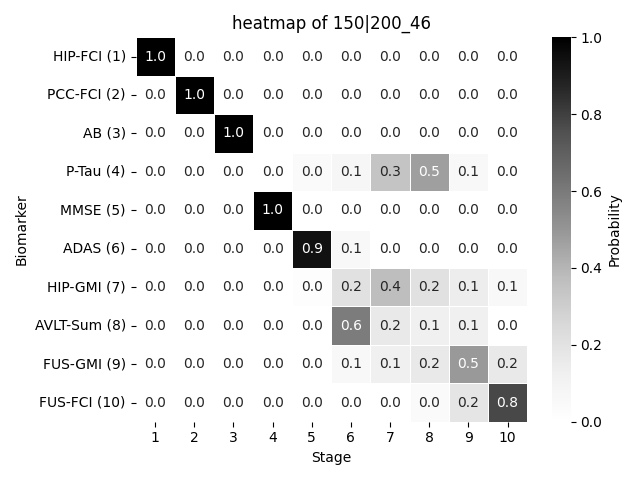 heatmap of 150|200_46
HIP-FCI (1) 1.0 0.0 0.0 0.0 0.0 0.0 0.0 0.0 0.0 0.0
PCC-FCI (2) 0.0 1.0 0.0 0.0 0.0 0.0 0.0 0.0 0.0 0.0
AB (3) 0.0 0.0 1.0 0.0 0.0 0.0 0.0 0.0 0.0 0.0
P-Tau (4) 0.0 0.0 0.0 0.0 0.0 0.1 0.3 0.5 0.1 0.0
MMSE (5) 0.0 0.0 0.0 1.0 0.0 0.0 0.0 0.0 0.0 0.0
ADAS (6) 0.0 0.0 0.0 0.0 0.9 0.1 0.0 0.0 0.0 0.0
HIP-GMI (7) 0.0 0.0 0.0 0.0 0.0 0.2 0.4 0.2 0.1 0.1
AVLT-Sum (8) 0.0 0.0 0.0 0.0 0.0 0.6 0.2 0.1 0.1 0.0
FUS-GMI (9) 0.0 0.0 0.0 0.0 0.0 0.1 0.1 0.2 0.5 0.2
FUS-FCI (10) 0.0 0.0 0.0 0.0 0.0 0.0 0.0 0.0 0.2 0.8
1 2 3 4 5 6 7 8 9 10
Stage
Biomarker
1.0
0.8
0.6
0.4
0.2
0.0
Probability